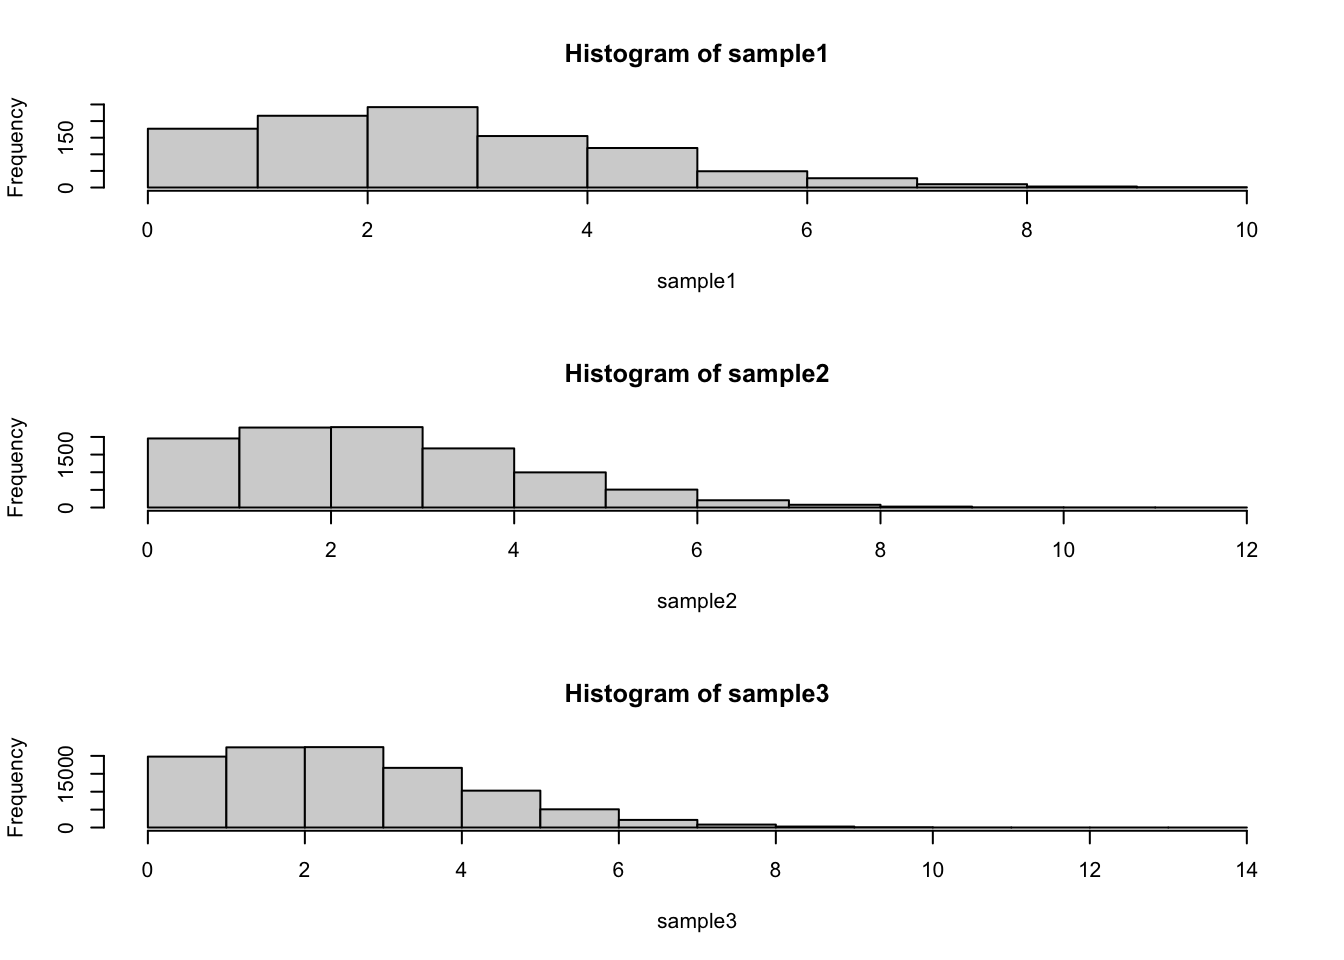 Histogram of sample1
Frequency
150
0
0 2 4 6 8 10
sample1
Histogram of sample2
Frequency
1500
0
0 2 4 6 8 10 12
sample2
Histogram of sample3
Frequency
15000
0
0 2 4 6 8 10 12 14
sample3